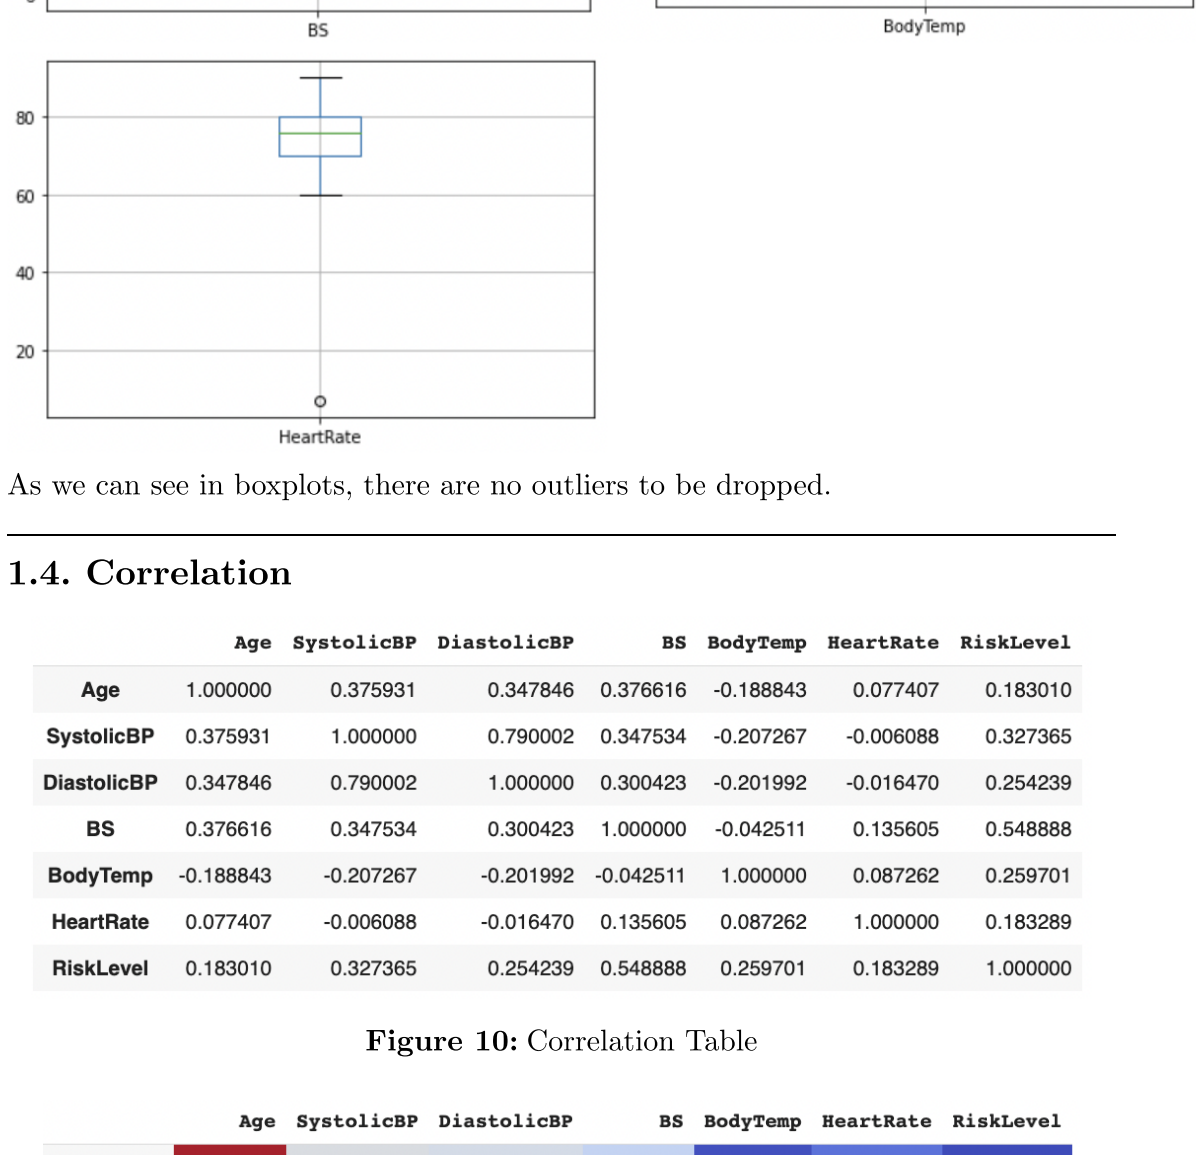 BS
BodyTemp
80
60
40
20
HeartRate
As we can see in boxplots, there are no outliers to be dropped.
1.4. Correlation
Age SystolicBP DiastolicBP BS BodyTemp HeartRate RiskLevel
Age 1.000000 0.375931 0.347846 0.376616 -0.188843 0.077407 0.183010
SystolicBP 0.375931 1.000000 0.790002 0.347534 -0.207267 -0.006088 0.327365
DiastolicBP 0.347846 0.790002 1.000000 0.300423 -0.201992 -0.016470 0.254239
BS 0.376616 0.347534 0.300423 1.000000 -0.042511 0.135605 0.548888
BodyTemp -0.188843 -0.207267 -0.201992 -0.042511 1.000000 0.087262 0.259701
HeartRate 0.077407 -0.006088 -0.016470 0.135605 0.087262 1.000000 0.183289
RiskLevel 0.183010 0.327365 0.254239 0.548888 0.259701 0.183289 1.000000
Figure 10: Correlation Table
Age SystolicBP DiastolicBP BS BodyTemp HeartRate RiskLevel